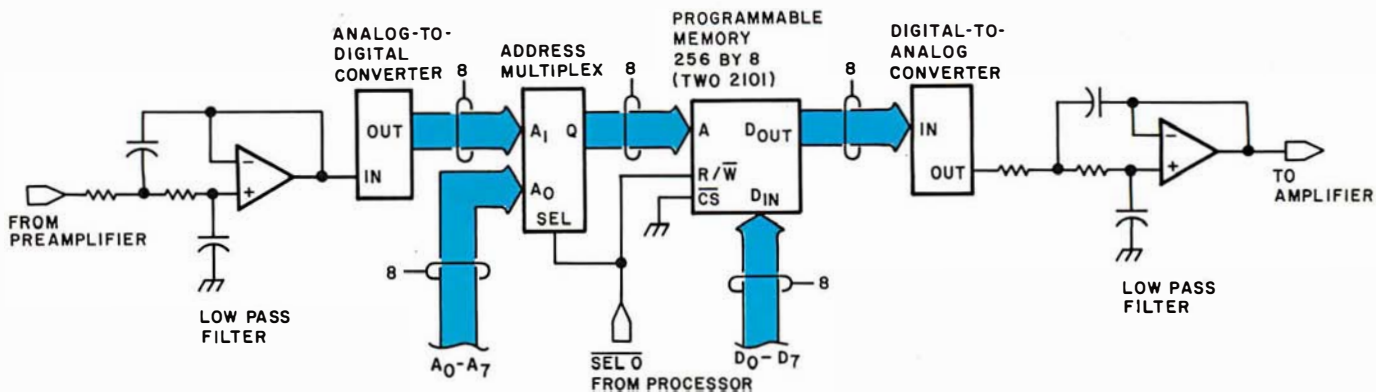 ANALOG-TO-
DIGITAL
CONVERTER
ADDRESS
MULTIPLEX
PROGRAMMABLE
MEMORY
256 BY 8
(TWO 2101)
DIGITAL-TO-
ANALOG
CONVERTER
8
8
8
OUT
IN
A1
Q
A0
SEL
A
DOUT
R/W̅
C̅S̅
DIN
IN
OUT
-
+
-
+
FROM
PREAMPLIFIER
TO
AMPLIFIER
8
8
LOW PASS
FILTER
LOW PASS
FILTER
A0-A7
S̅E̅L̅ ̅0̅
FROM PROCESSOR
D0-D7